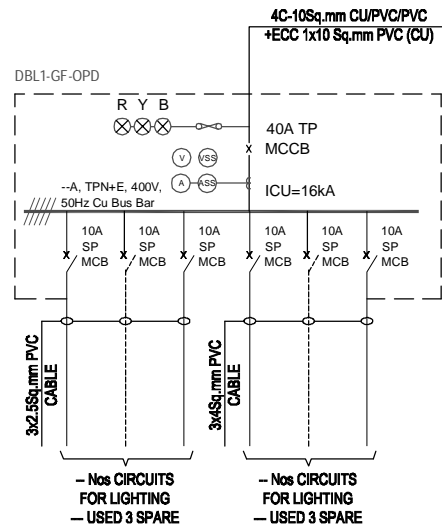 4C-10Sq.mm CU/PVC/PVC
+ECC 1x10 Sq.mm PVC (CU)
DBL1-GF-OPD
R Y B
40A TP
MCCB
V VSS
A ASS
ICU=16kA
--A, TPN+E, 400V,
50Hz Cu Bus Bar
10A
SP
MCB
10A
SP
MCB
10A
SP
MCB
10A
SP
MCB
10A
SP
MCB
10A
SP
MCB
3x2.5Sq.mm PVC
CABLE
3x4Sq.mm PVC
CABLE
-- Nos CIRCUITS
FOR LIGHTING
--- USED 3 SPARE
-- Nos CIRCUITS
FOR LIGHTING
--- USED 3 SPARE